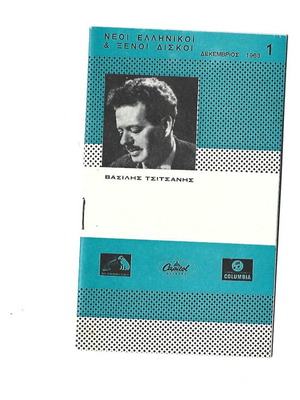 ΝΕΟΙ ΕΛΛΗΝΙΚΟΙ
& ΞΕΝΟΙ ΔΙΣΚΟΙ
ΔΕΚΕΜΒΡΙΟΣ 1963 1
ΒΑΣΙΛΗΣ ΤΣΙΤΣΑΝΗΣ
Capitol
COLUMBIA